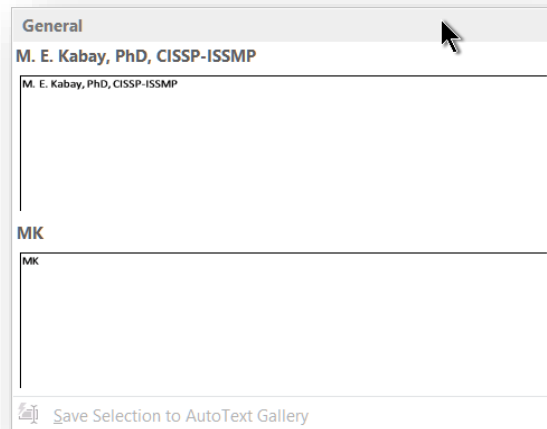 General
M. E. Kabay, PhD, CISSP-ISSMP
M. E. Kabay, PhD, CISSP-ISSMP
MK
MK
Save Selection to AutoText Gallery